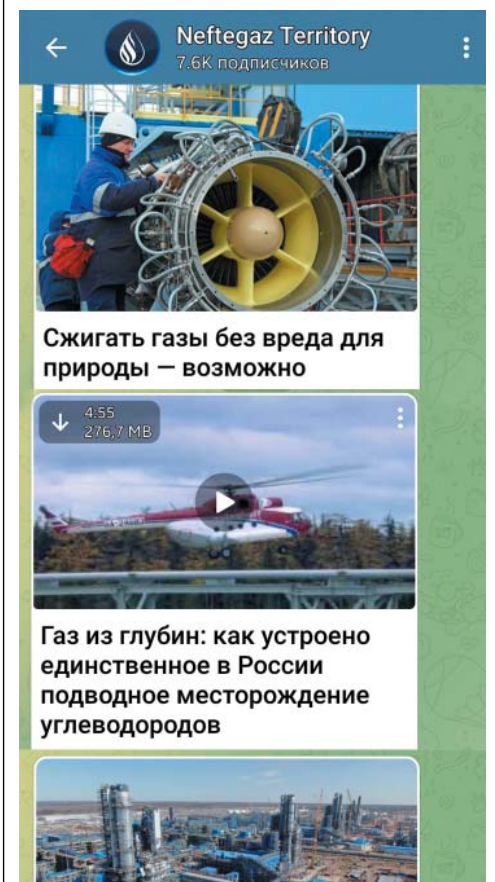 Neftegaz Territory
7.6K подписчиков
Сжигать газы без вреда для
природы — возможно
4:55
276,7 MB
Газ из глубин: как устроено
единственное в России
подводное месторождение
углеводородов